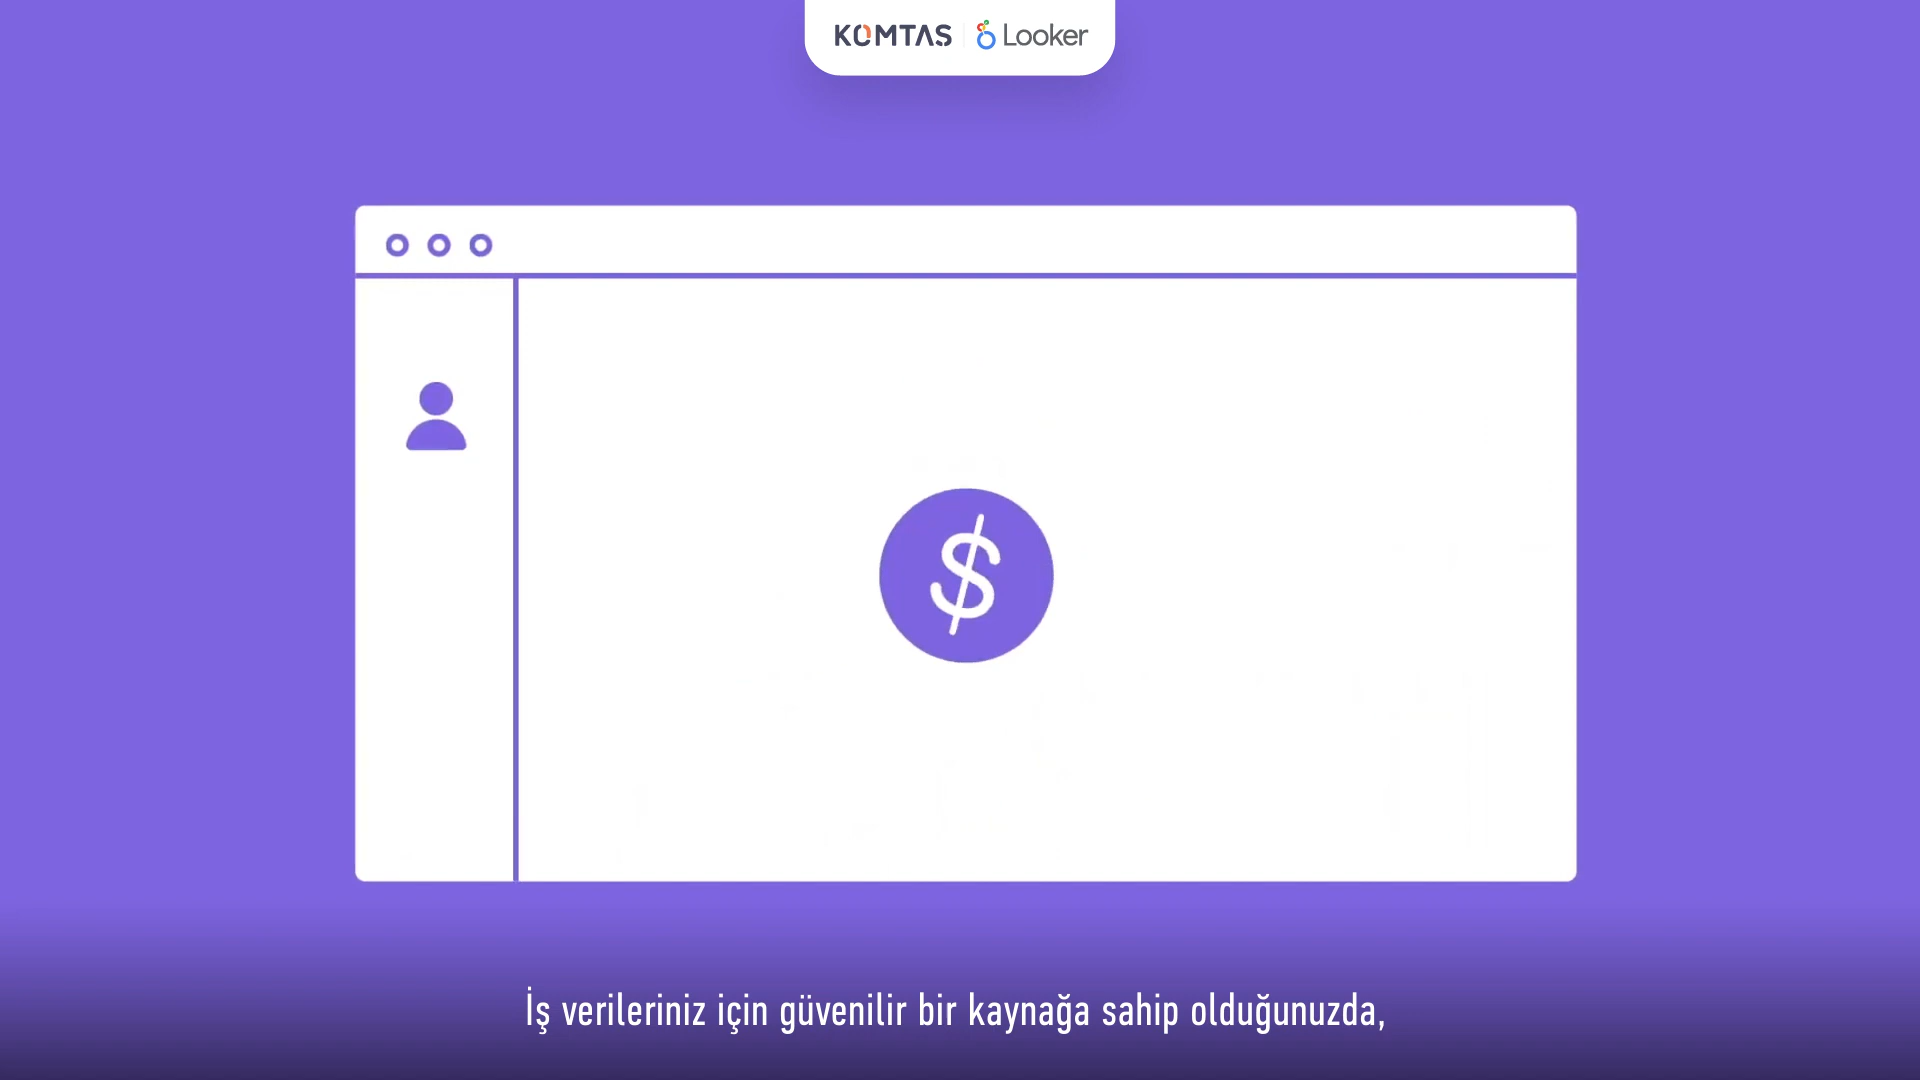 KOMTAS Looker
$
İş verileriniz için güvenilir bir kaynağa sahip olduğunuzda,